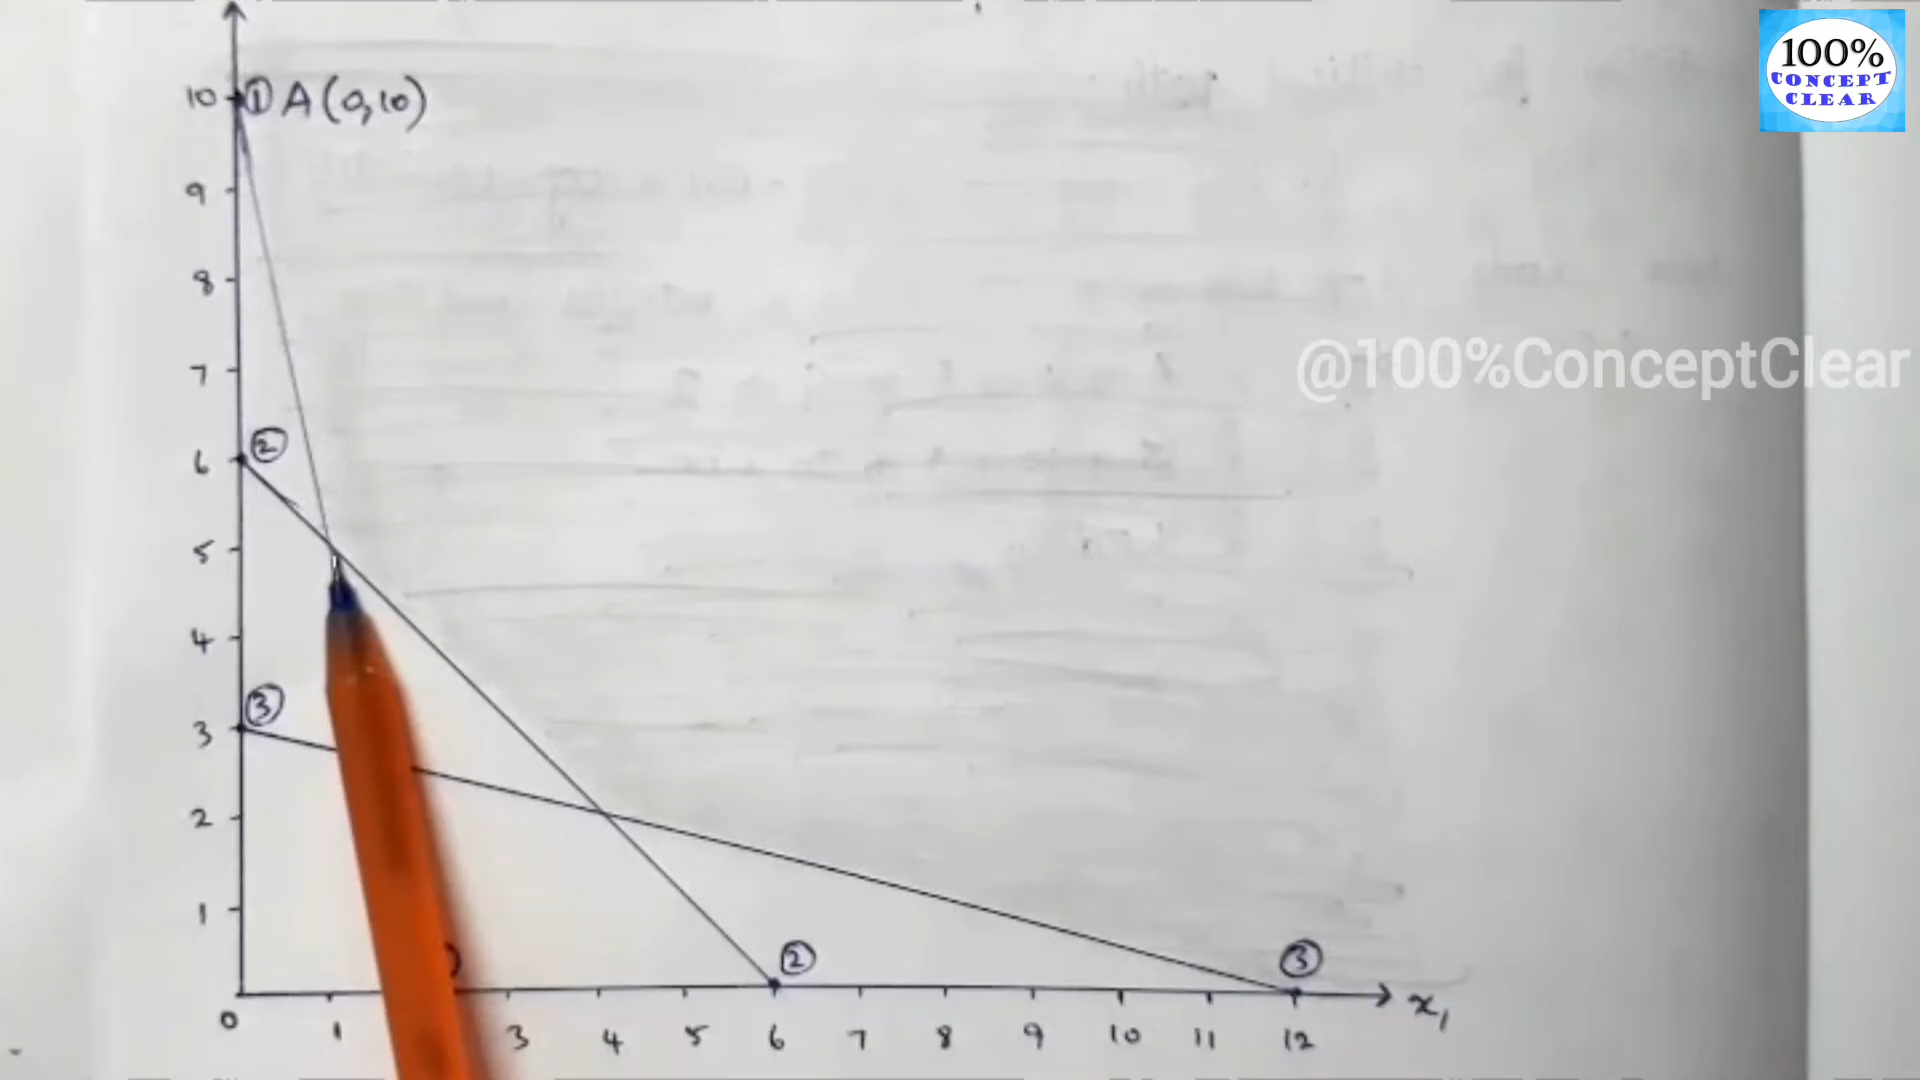 100%
CONCEPT
CLEAR
10 ① A(0,10)
9
8
7
@100%ConceptClear
6 ②
5
4
3 ③
2
1
② ③
0 1 3 4 5 6 7 8 9 10 11 12 x₁